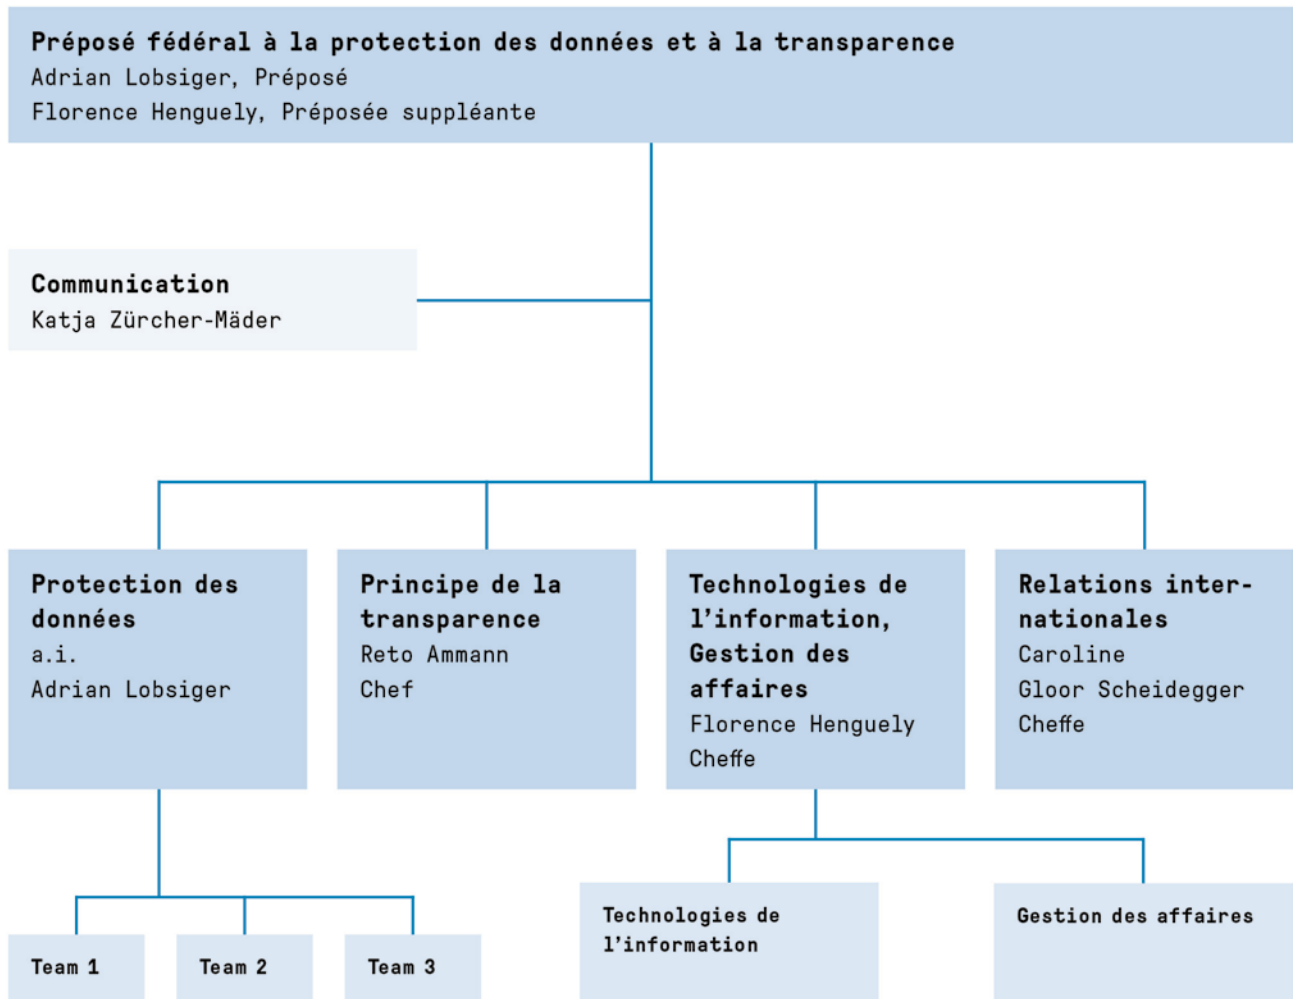 Préposé fédéral à la protection des données et à la transparence
Adrian Lobsiger, Préposé
Florence Henguely, Préposée suppléante
Communication
Katja Zürcher-Mäder
Protection des
données
a.i.
Adrian Lobsiger
Principe de la
transparence
Reto Ammann
Chef
Technologies de
l’information,
Gestion des
affaires
Florence Henguely
Cheffe
Relations inter-
nationales
Caroline
Gloor Scheidegger
Cheffe
Team 1
Team 2
Team 3
Technologies de
l’information
Gestion des affaires